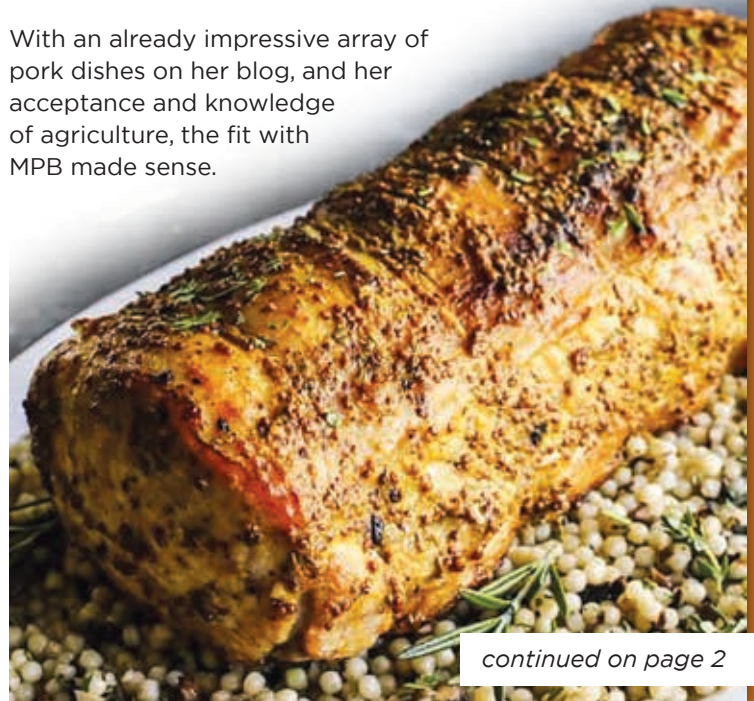 With an already impressive array of
pork dishes on her blog, and her
acceptance and knowledge
of agriculture, the fit with
MPB made sense.
continued on page 2